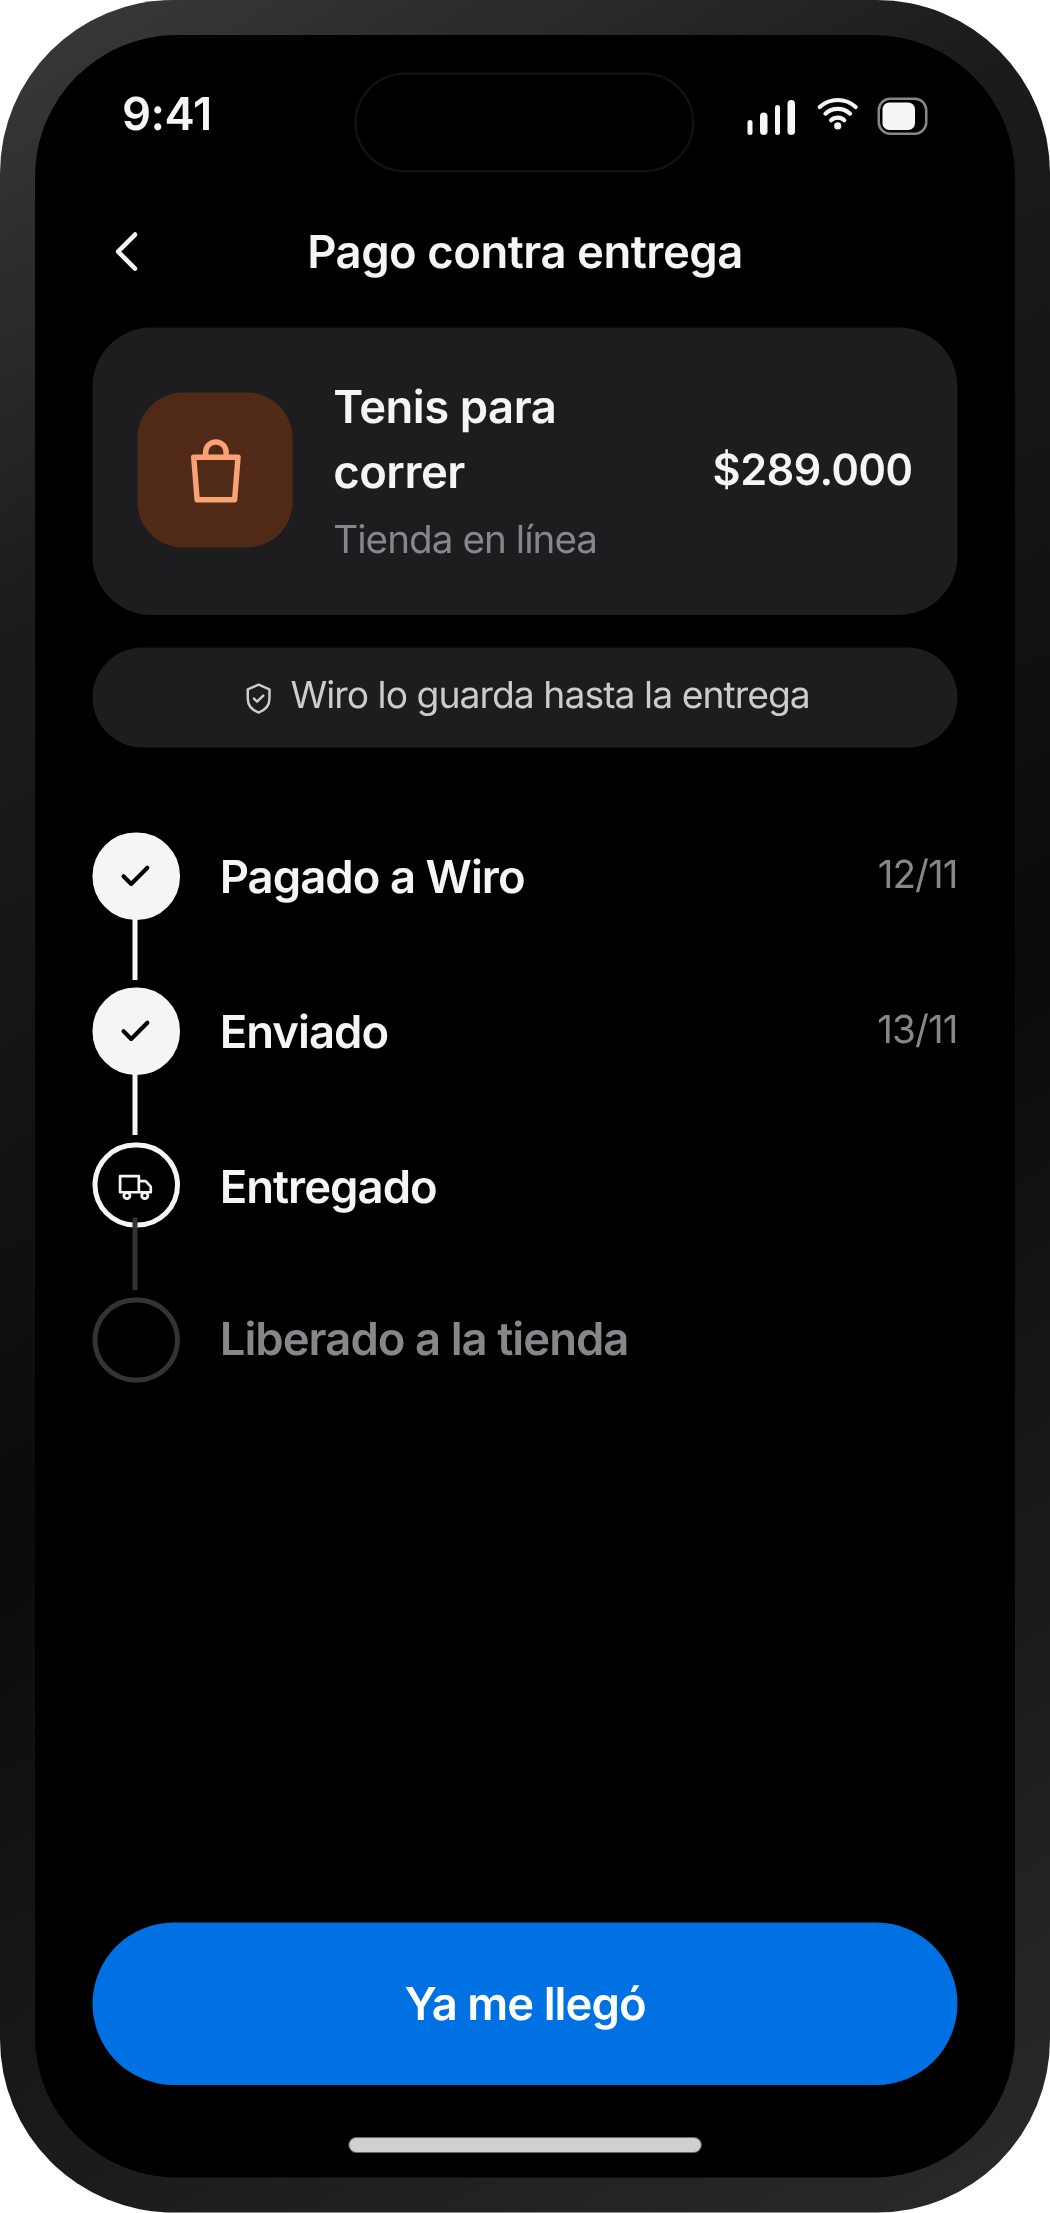 9:41
Pago contra entrega
Tenis para
correr
$289.000
Tienda en línea
Wiro lo guarda hasta la entrega
Pagado a Wiro
12/11
Enviado
13/11
Entregado
Liberado a la tienda
Ya me llegó